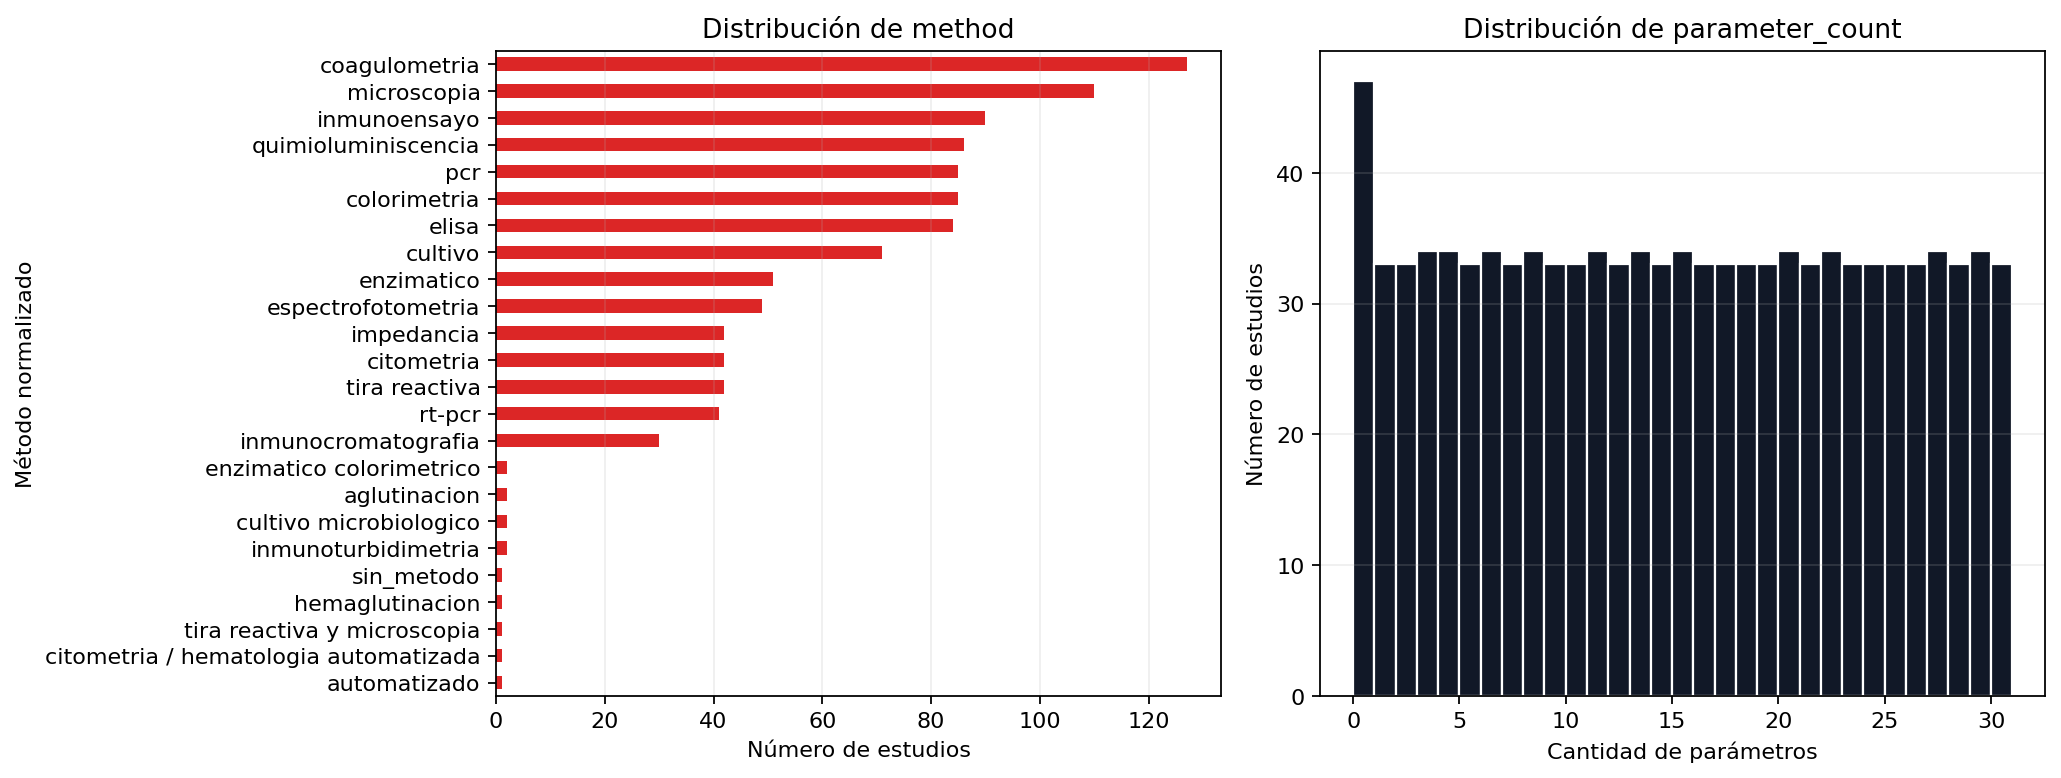 Distribución de method
coagulometria
microscopia
inmunoensayo
quimioluminiscencia
pcr
colorimetria
elisa
cultivo
enzimatico
espectrofotometria
impedancia
citometria
tira reactiva
rt-pcr
inmunocromatografia
enzimatico colorimetrico
aglutinacion
cultivo microbiologico
inmunoturbidimetria
sin_metodo
hemaglutinacion
tira reactiva y microscopia
citometria / hematologia automatizada
automatizado
Método normalizado
0 20 40 60 80 100 120
Número de estudios
Distribución de parameter_count
40
30
20
10
0
Número de estudios
0 5 10 15 20 25 30
Cantidad de parámetros